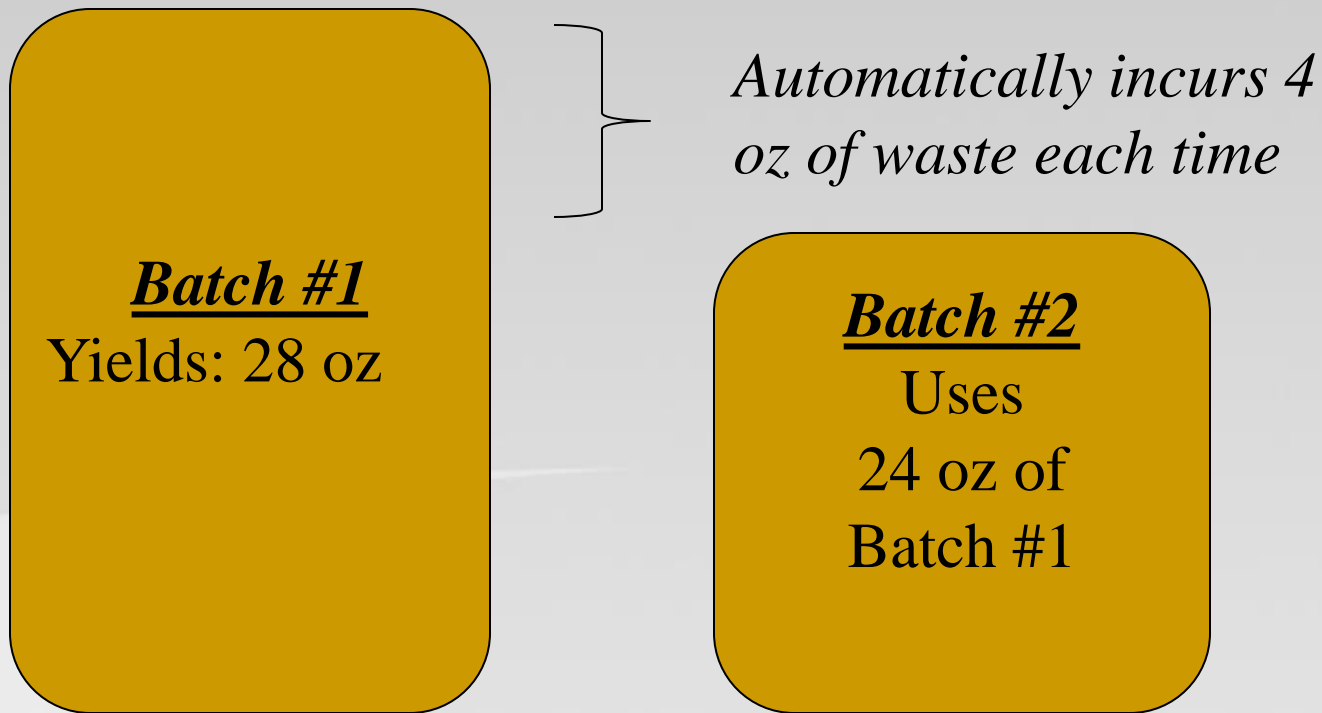 Automatically incurs 4
oz of waste each time
Batch #1
Yields: 28 oz
Batch #2
Uses
24 oz of
Batch #1